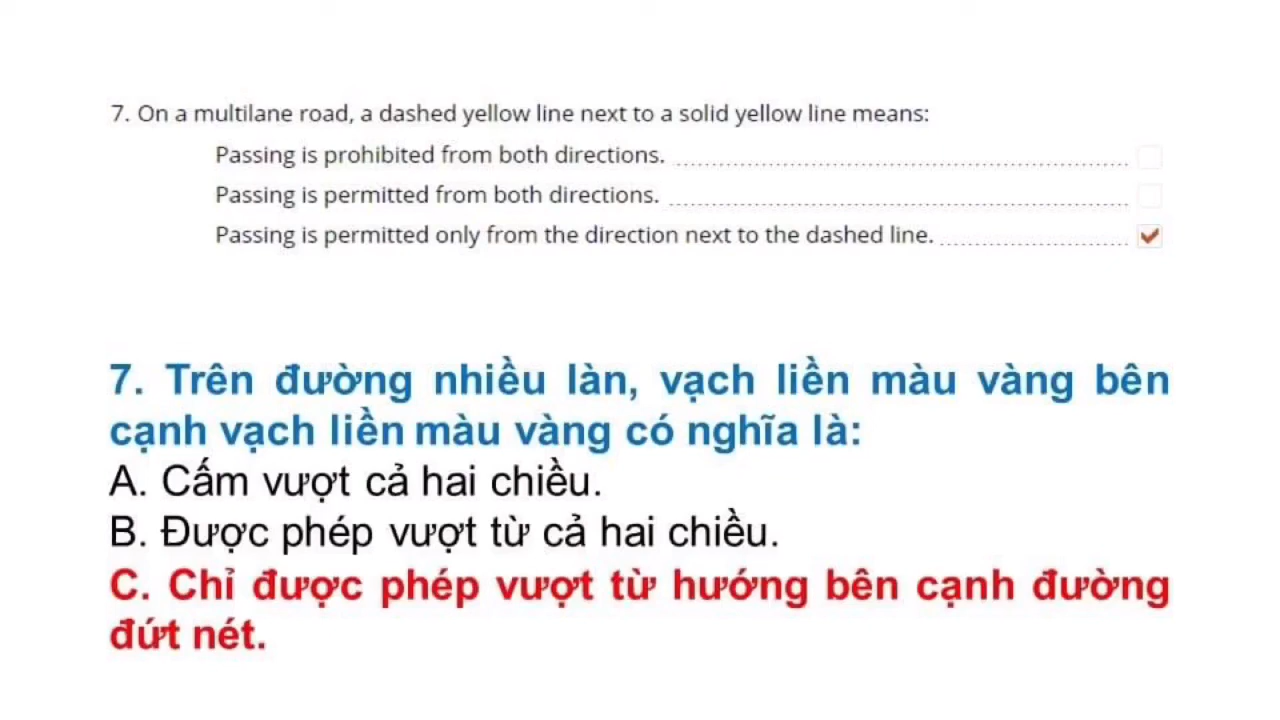 7. On a multilane road, a dashed yellow line next to a solid yellow line means:
Passing is prohibited from both directions.
Passing is permitted from both directions.
Passing is permitted only from the direction next to the dashed line.
7. Trên đường nhiều làn, vạch liền màu vàng bên
cạnh vạch liền màu vàng có nghĩa là:
A. Cấm vượt cả hai chiều.
B. Được phép vượt từ cả hai chiều.
C. Chỉ được phép vượt từ hướng bên cạnh đường
đứt nét.